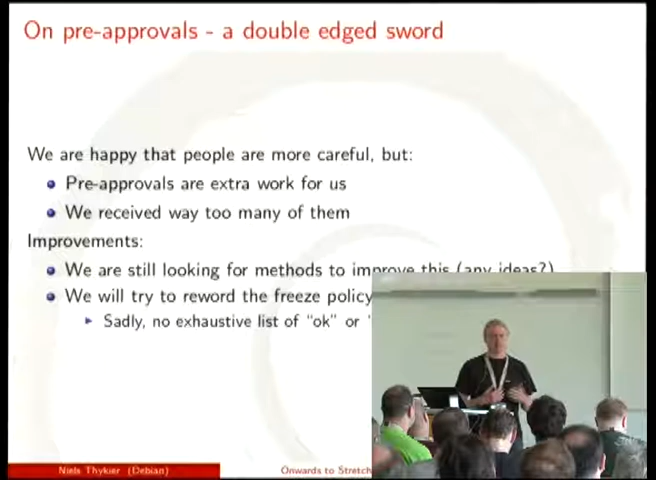 On pre-approvals - a double edged sword
We are happy that people are more careful, but:
Pre-approvals are extra work for us
We received way too many of them
Improvements:
We are still looking for methods to improve this (any ideas?)
We will try to reword the freeze policy
Sadly, no exhaustive list of "ok" or "
Niels Thykier (Debian)
Onwards to Stretch